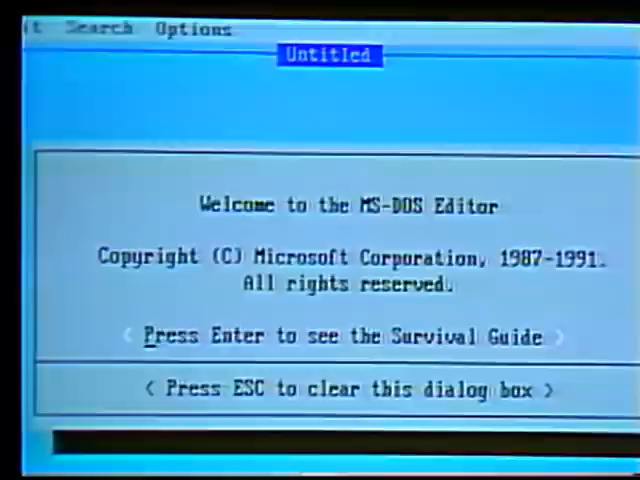 it Search Options
Untitled
Welcome to the MS-DOS Editor
Copyright (C) Microsoft Corporation, 1987-1991.
All rights reserved.
< Press Enter to see the Survival Guide >
< Press ESC to clear this dialog box >